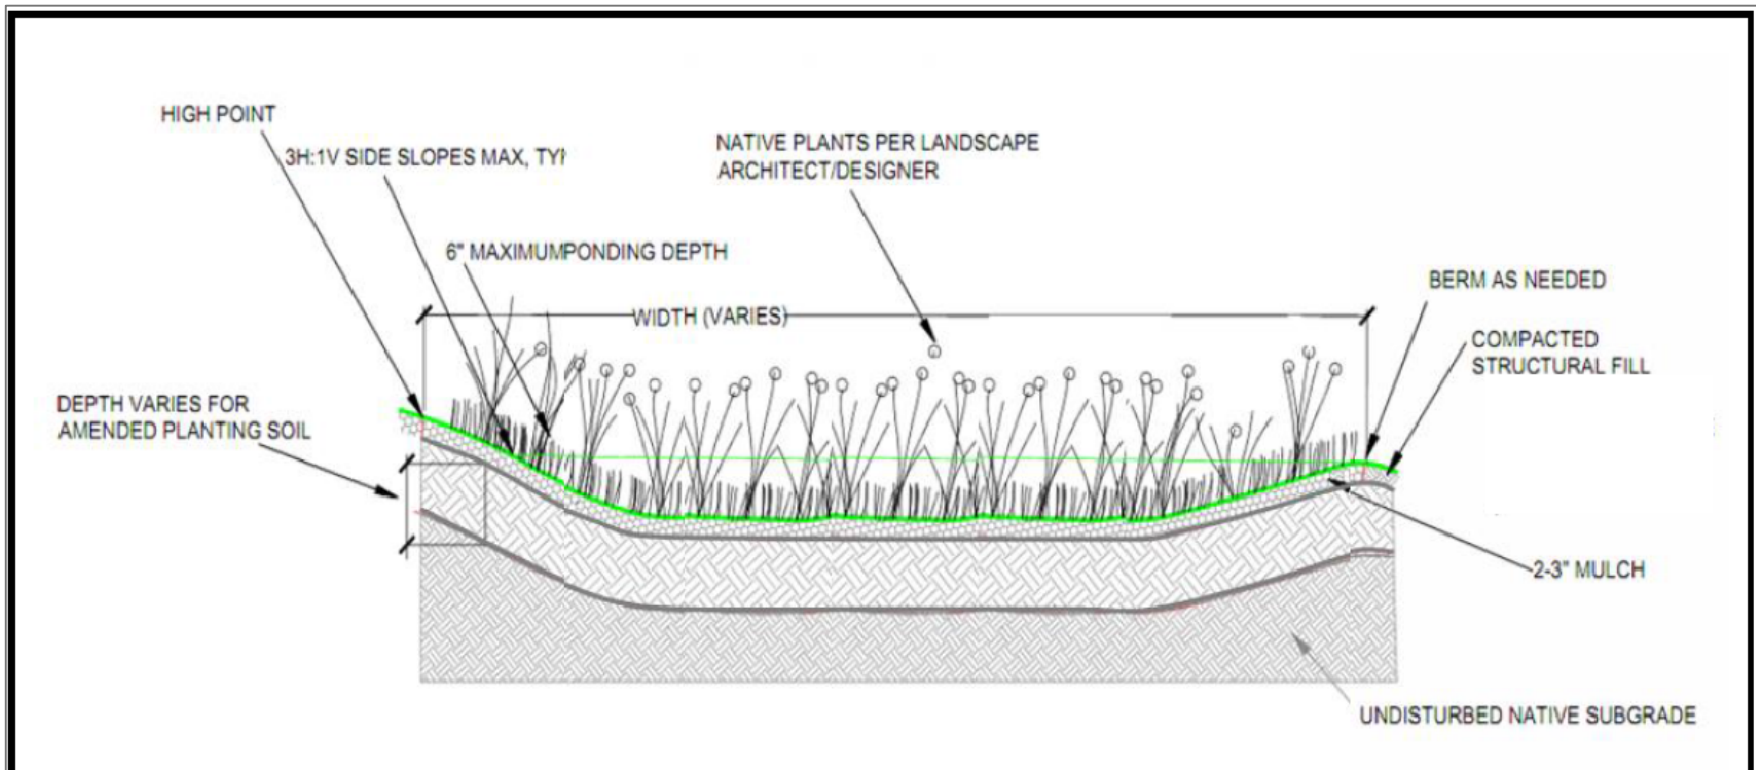 HIGH POINT
3H:1V SIDE SLOPES MAX, TYP
NATIVE PLANTS PER LANDSCAPE
ARCHITECT/DESIGNER
6" MAXIMUMPONDING DEPTH
BERM AS NEEDED
WIDTH (VARIES)
COMPACTED
STRUCTURAL FILL
DEPTH VARIES FOR
AMENDED PLANTING SOIL
2-3" MULCH
UNDISTURBED NATIVE SUBGRADE